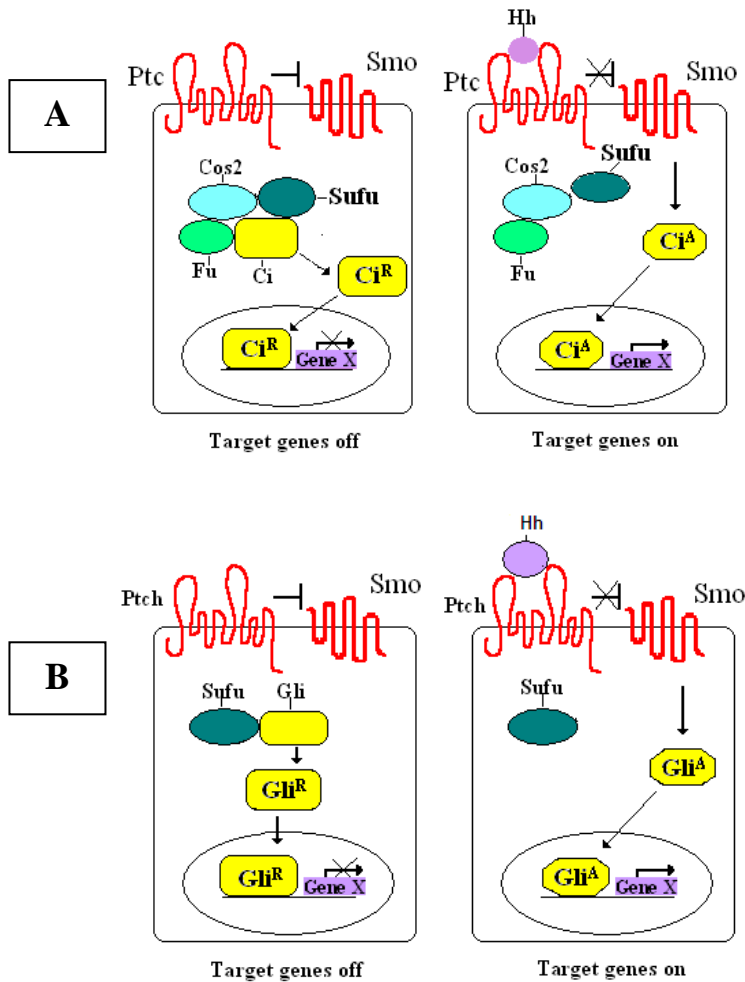 Hh
Ptc
Smo
Ptc
Smo
A
Cos2
Sufu
Fu
Ci
Ci^R
Ci^R
Gene X
Target genes off
Sufu
Cos2
Fu
Ci^A
Ci^A
Gene X
Target genes on
Hh
Ptch
Smo
Ptch
Smo
B
Sufu
Gli
Gli^R
Gli^R
Gene X
Target genes off
Sufu
Gli^A
Gli^A
Gene X
Target genes on